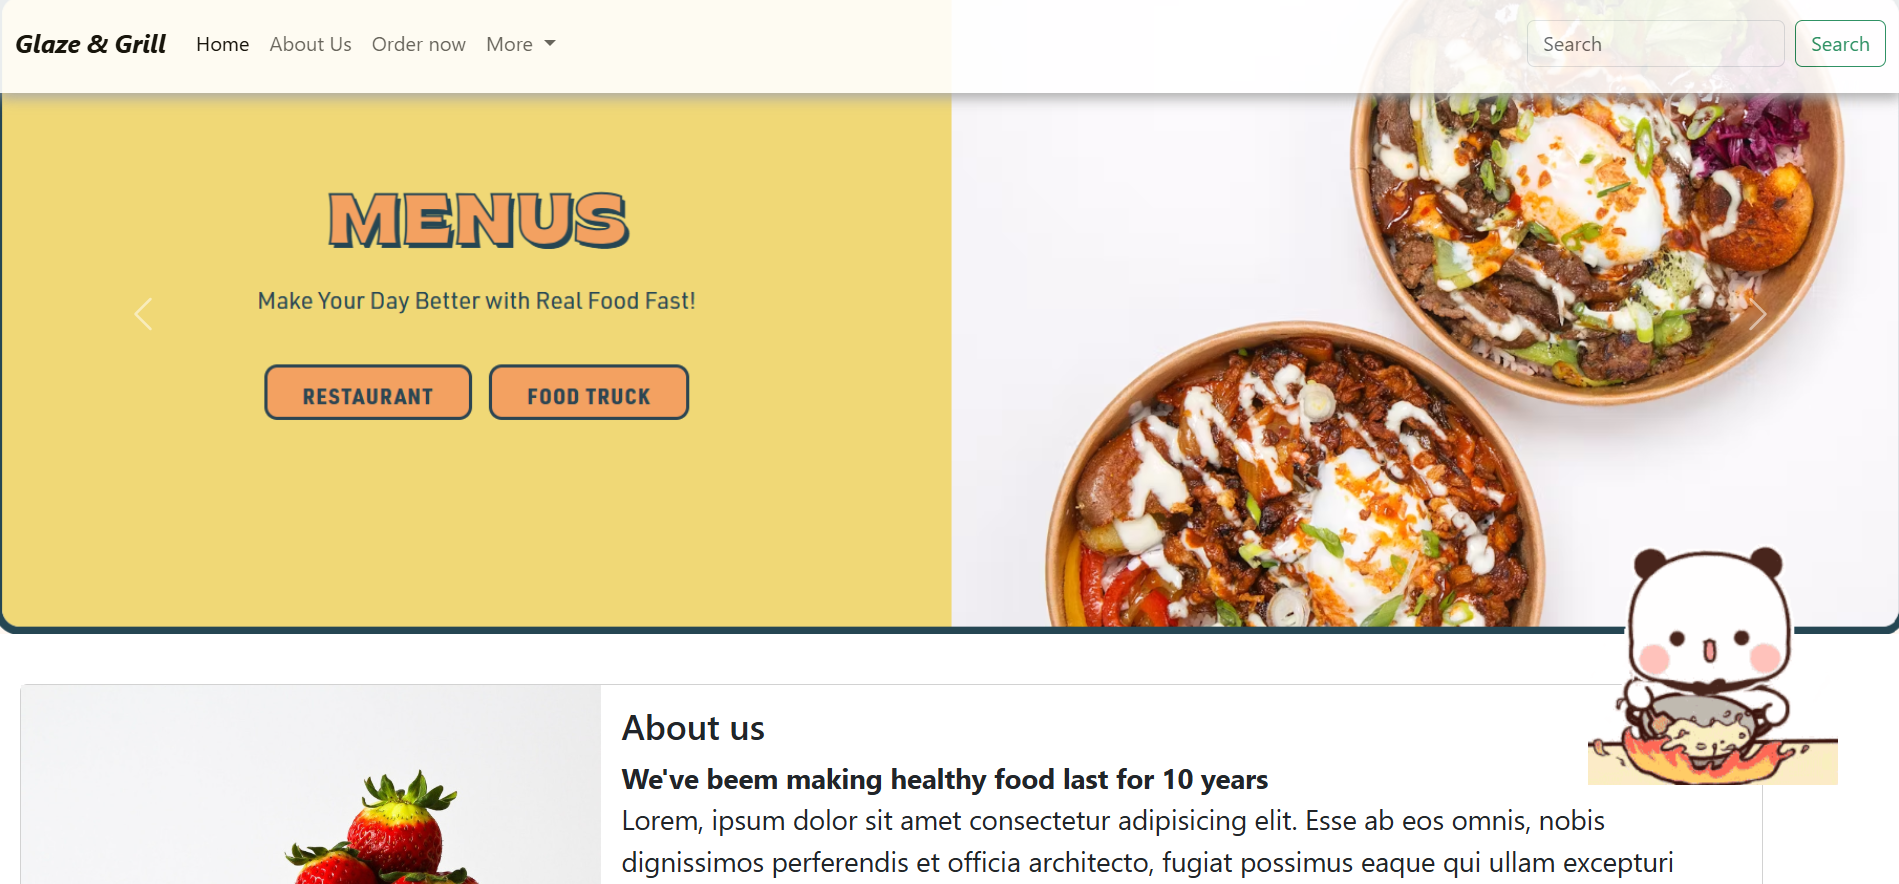 Glaze & Grill Home About Us Order now More Search Search
MENUS
Make Your Day Better with Real Food Fast!
RESTAURANT FOOD TRUCK
About us
We've beem making healthy food last for 10 years
Lorem, ipsum dolor sit amet consectetur adipisicing elit. Esse ab eos omnis, nobis
dignissimos perferendis et officia architecto, fugiat possimus eaque qui ullam excepturi